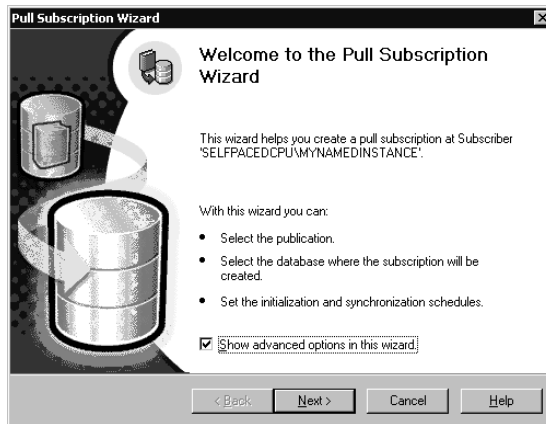 Pull Subscription Wizard
Welcome to the Pull Subscription
Wizard
This wizard helps you create a pull subscription at Subscriber
'SELFPACEDCPU\MYNAMEDINSTANCE'.
With this wizard you can:
• Select the publication.
• Select the database where the subscription will be
created.
• Set the initialization and synchronization schedules.
Show advanced options in this wizard.
< Back
Next >
Cancel
Help